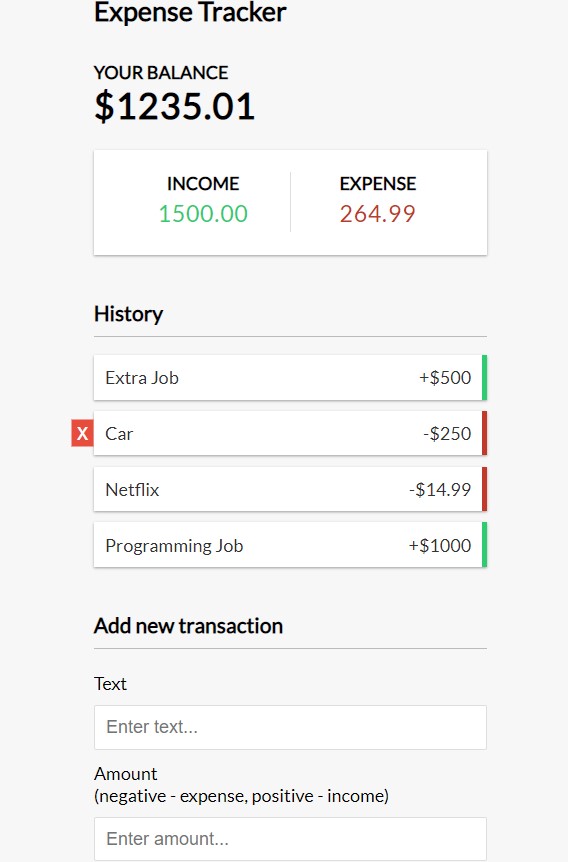 Expense Tracker
YOUR BALANCE
$1235.01
INCOME EXPENSE
1500.00 264.99
History
Extra Job +$500
X Car -$250
Netflix -$14.99
Programming Job +$1000
Add new transaction
Text
Enter text...
Amount
(negative - expense, positive - income)
Enter amount...